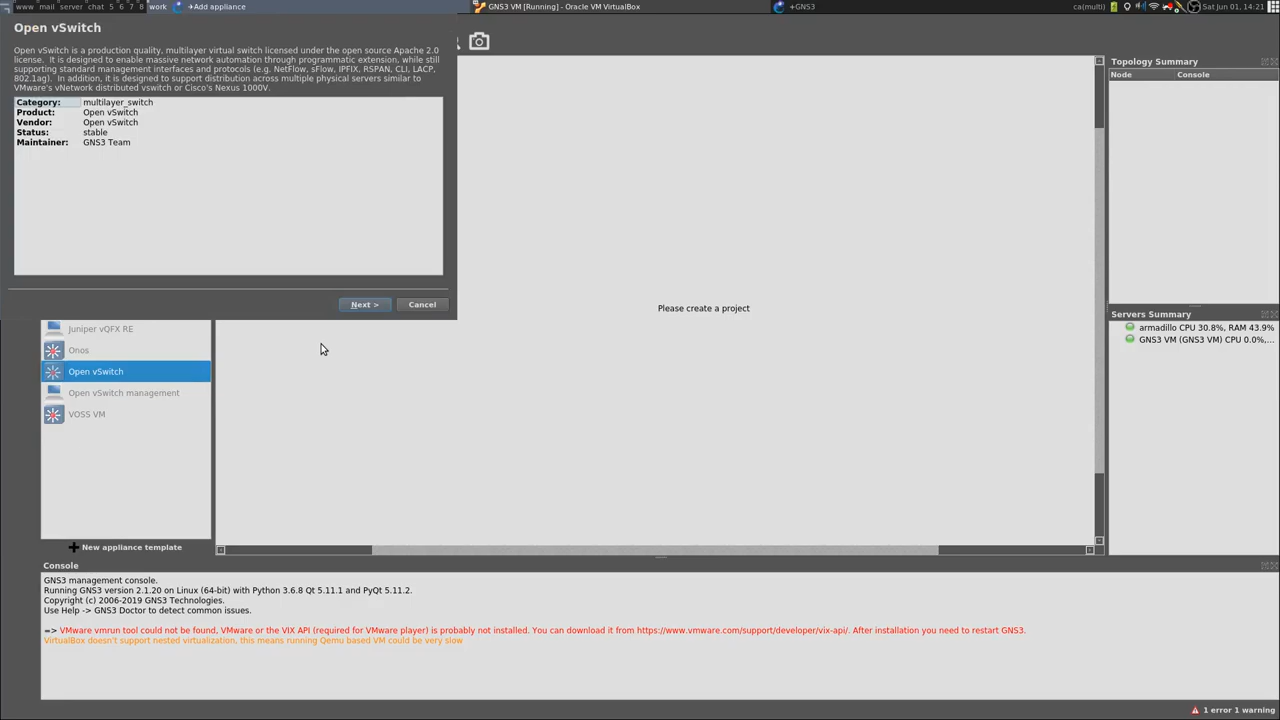 www mail server chat 5 6 7 8 work +Add appliance GNS3 VM [Running] - Oracle VM VirtualBox +GNS3 ca(multi) Sat Jun 01, 14:21
Open vSwitch
Open vSwitch is a production quality, multilayer virtual switch licensed under the open source Apache 2.0
license. It is designed to enable massive network automation through programmatic extension, while still
supporting standard management interfaces and protocols (e.g. NetFlow, sFlow, IPFIX, RSPAN, CLI, LACP,
802.1ag). In addition, it is designed to support distribution across multiple physical servers similar to
VMware's vNetwork distributed vswitch or Cisco's Nexus 1000V.
Category: multilayer_switch
Product: Open vSwitch
Vendor: Open vSwitch
Status: stable
Maintainer: GNS3 Team
Next > Cancel
Juniper vQFX RE
Onos
Open vSwitch
Open vSwitch management
VOSS VM
New appliance template
Please create a project
Topology Summary
Node Console
Servers Summary
armadillo CPU 30.8%, RAM 43.9%
GNS3 VM (GNS3 VM) CPU 0.0%,...
Console
GNS3 management console.
Running GNS3 version 2.1.20 on Linux (64-bit) with Python 3.6.8 Qt 5.11.1 and PyQt 5.11.2.
Copyright (c) 2006-2019 GNS3 Technologies.
Use Help -> GNS3 Doctor to detect common issues.
=> VMware vmrun tool could not be found, VMware or the VIX API (required for VMware player) is probably not installed. You can download it from https://www.vmware.com/support/developer/vix-api/. After installation you need to restart GNS3.
VirtualBox doesn't support nested virtualization, this means running Qemu based VM could be very slow
1 error 1 warning